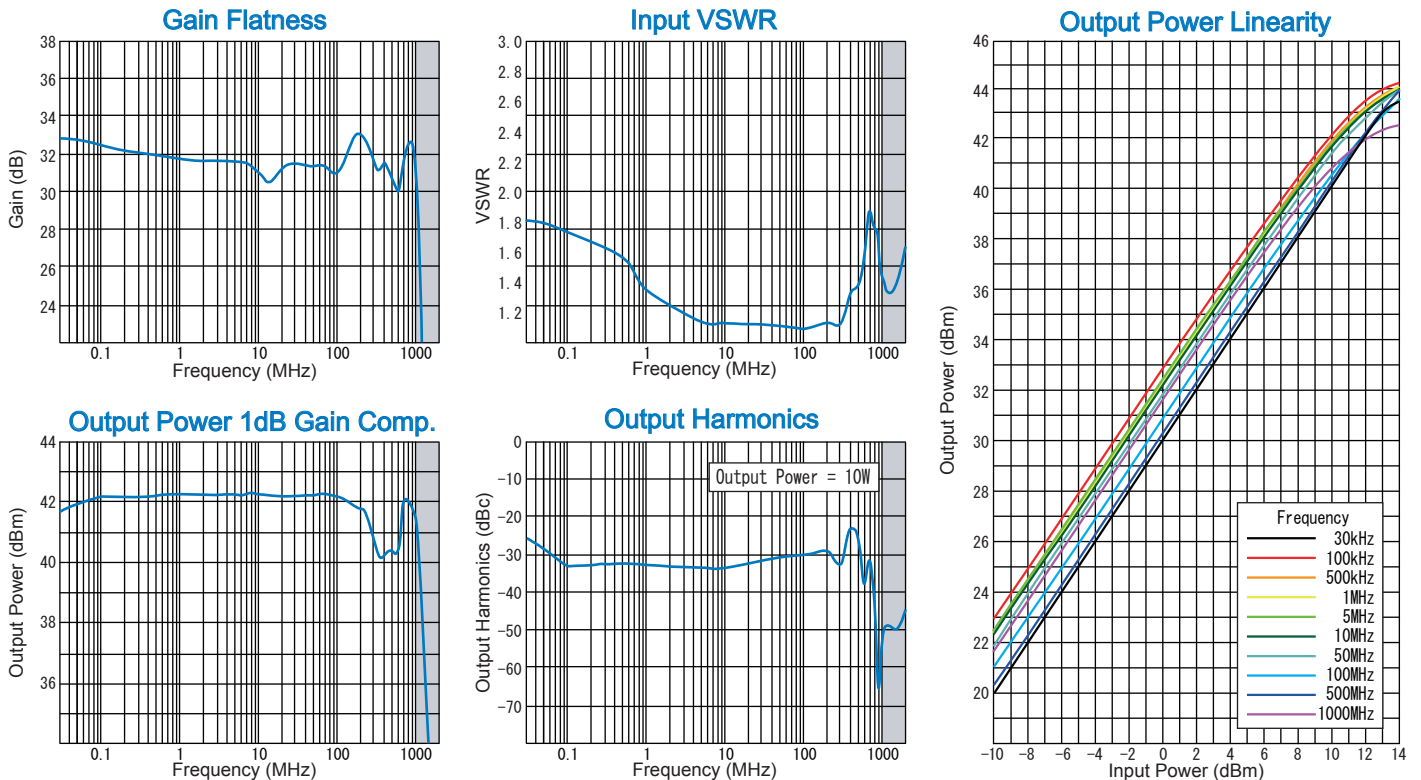 Gain Flatness
38
36
34
32
30
28
26
24
Gain (dB)
0.1
1
10
100
1000
Frequency (MHz)
Input VSWR
3.0
2.8
2.6
2.4
2.2
2.0
1.8
1.6
1.4
1.2
VSWR
0.1
1
10
100
1000
Frequency (MHz)
Output Power 1dB Gain Comp.
44
42
40
38
36
Output Power (dBm)
0.1
1
10
100
1000
Frequency (MHz)
Output Harmonics
0
-10
-20
-30
-40
-50
-60
-70
Output Harmonics (dBc)
Output Power = 10W
0.1
1
10
100
1000
Frequency (MHz)
Output Power Linearity
46
44
42
40
38
36
34
32
30
28
26
24
22
20
Output Power (dBm)
Frequency
30kHz
100kHz
500kHz
1MHz
5MHz
10MHz
50MHz
100MHz
500MHz
1000MHz
-10
-8
-6
-4
-2
0
2
4
6
8
10
12
14
Input Power (dBm)